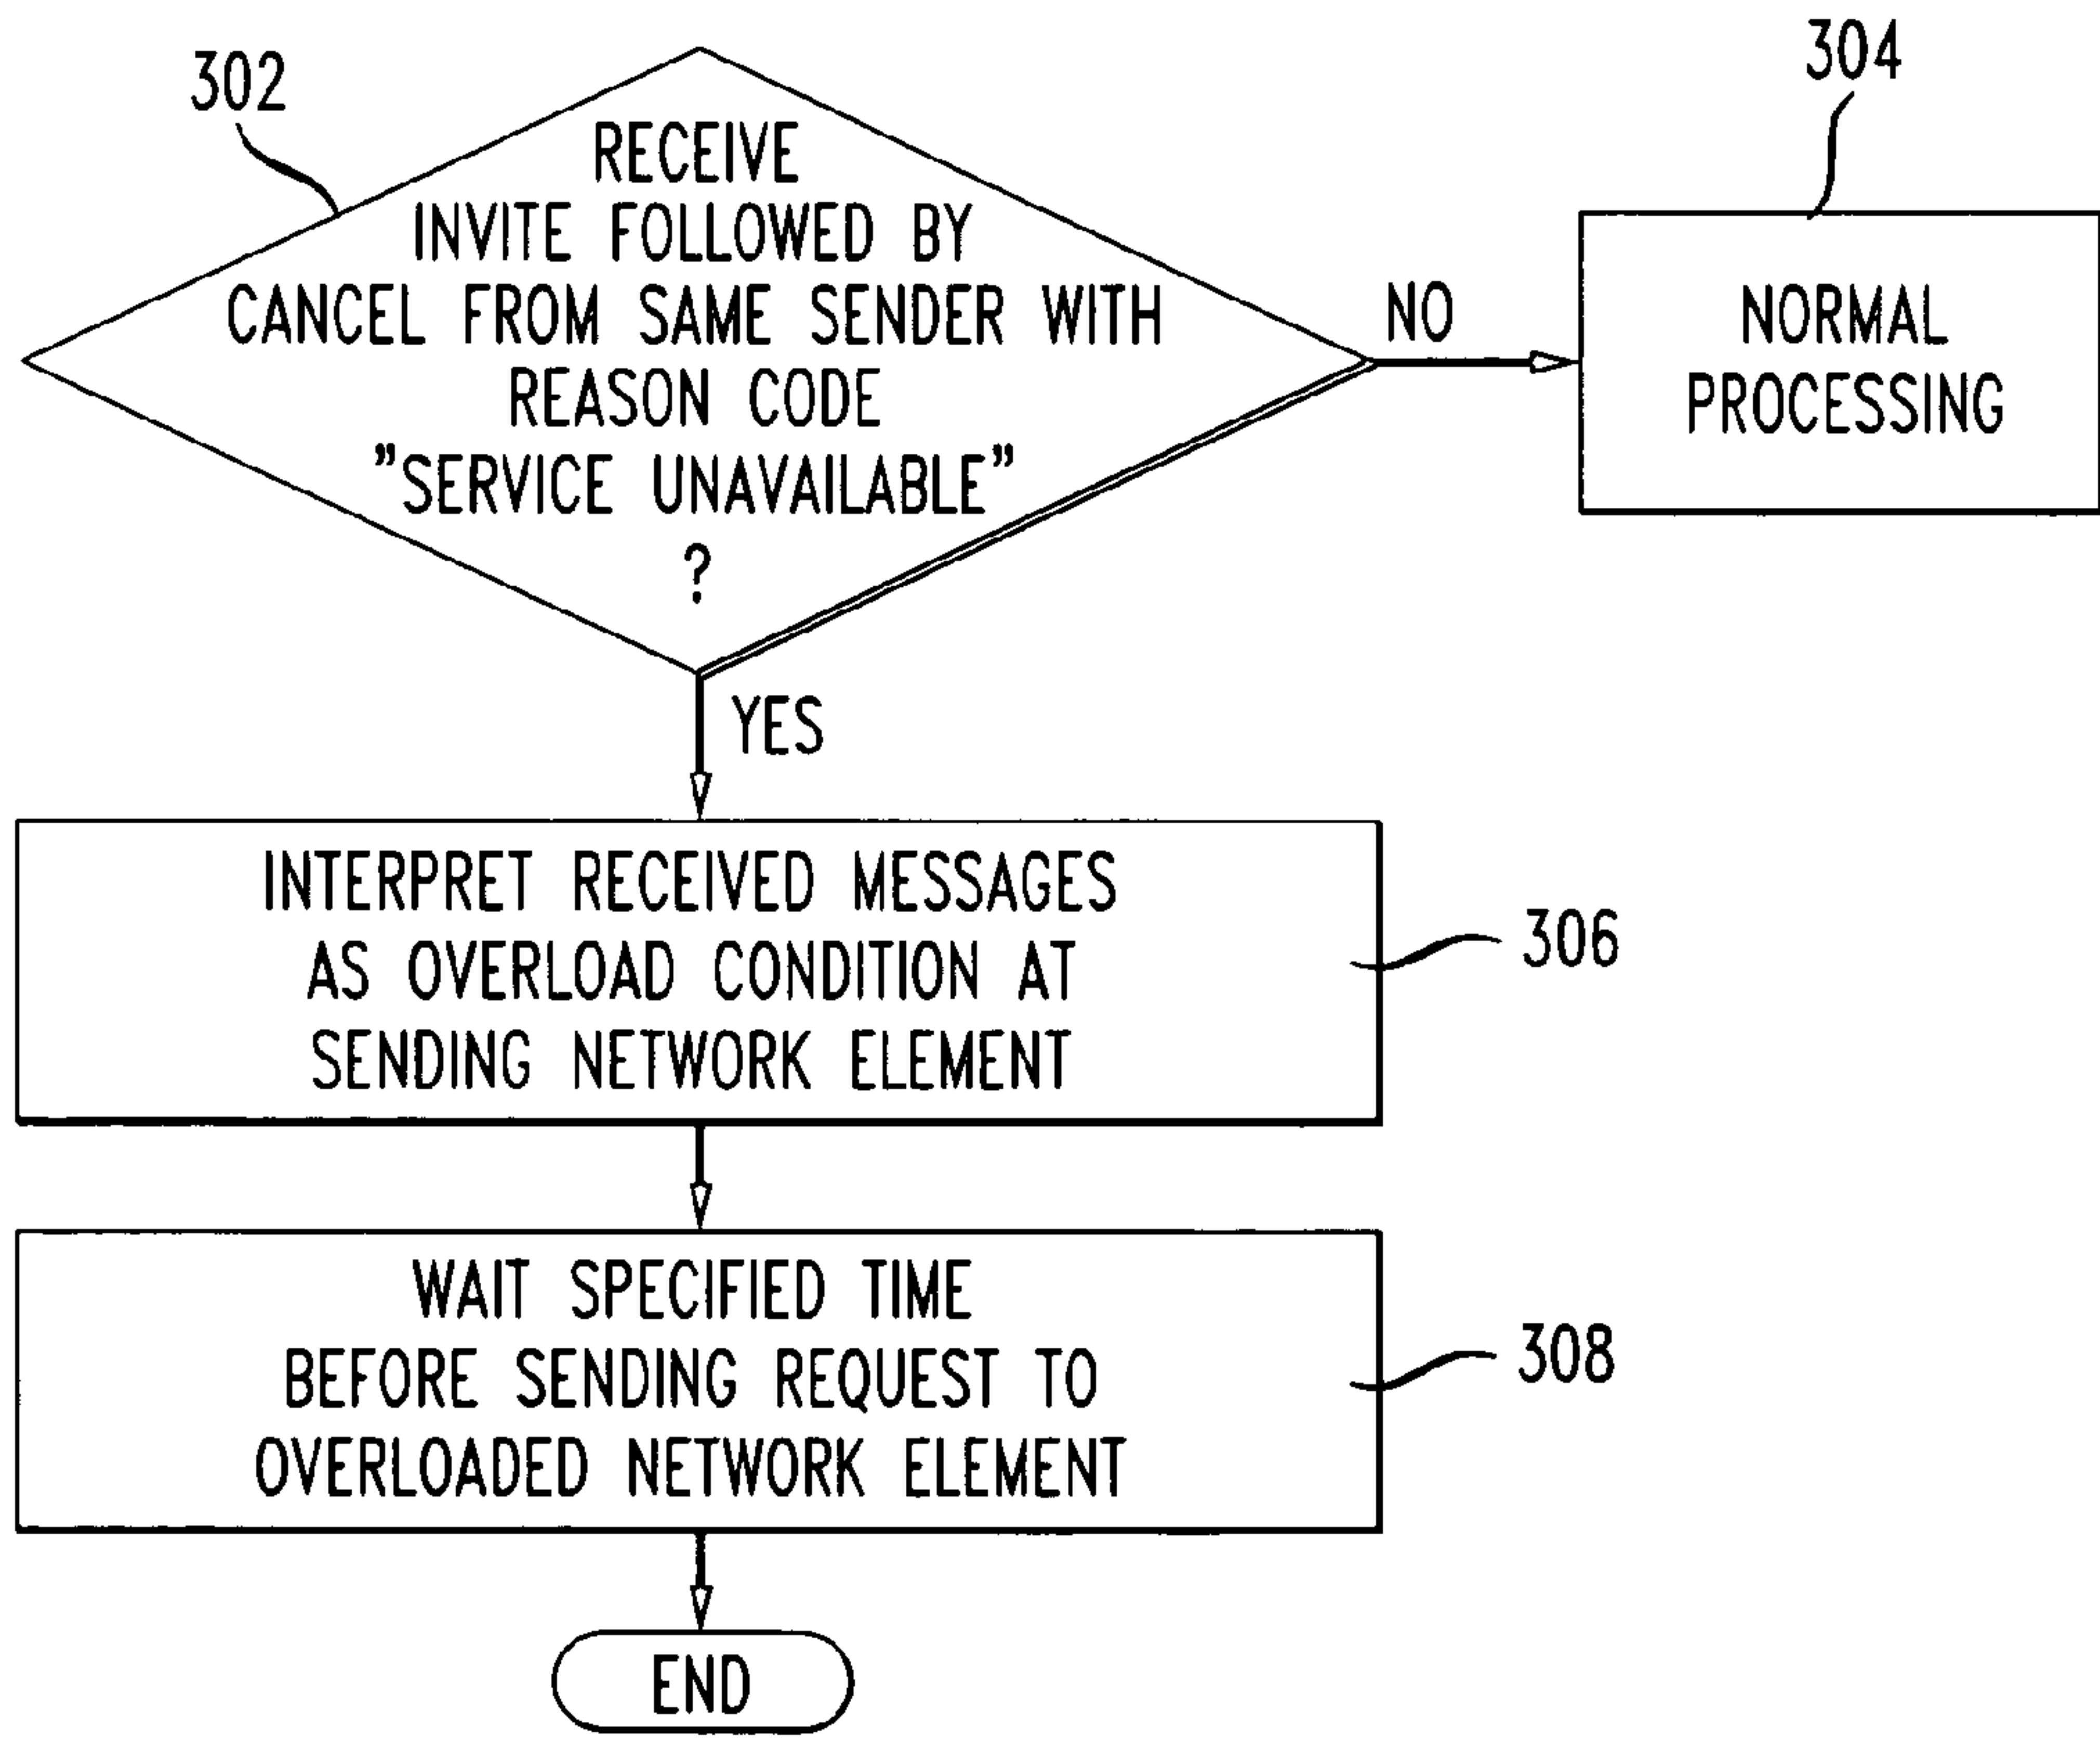 302
RECEIVE
INVITE FOLLOWED BY
CANCEL FROM SAME SENDER WITH
REASON CODE
"SERVICE UNAVAILABLE"
?
NO
304
NORMAL
PROCESSING
YES
INTERPRET RECEIVED MESSAGES
AS OVERLOAD CONDITION AT
SENDING NETWORK ELEMENT
306
WAIT SPECIFIED TIME
BEFORE SENDING REQUEST TO
OVERLOADED NETWORK ELEMENT
308
END